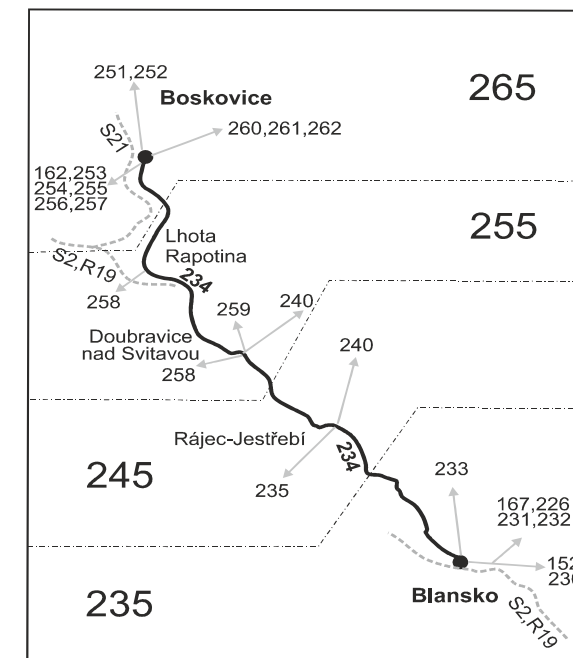 251,252
Boskovice
265
260,261,262
S21
162,253
254,255
256,257
255
Lhota
Rapotina
S2,R19
234
258
259
240
Doubravice
nad Svitavou
258
240
Rájec-Jestřebí
234
245
235
233
167,226
231,232
152
Blansko
235
S2,R19